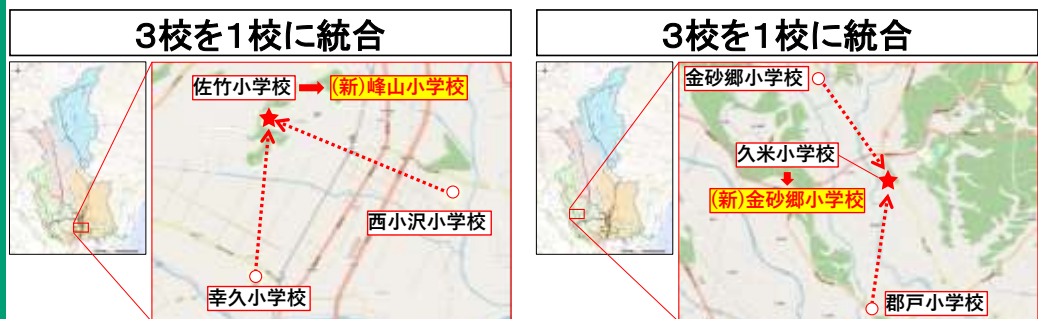 3校を1校に統合
佐竹小学校
(新)峰山小学校
西小沢小学校
幸久小学校
3校を1校に統合
金砂郷小学校
久米小学校
(新)金砂郷小学校
郡戸小学校